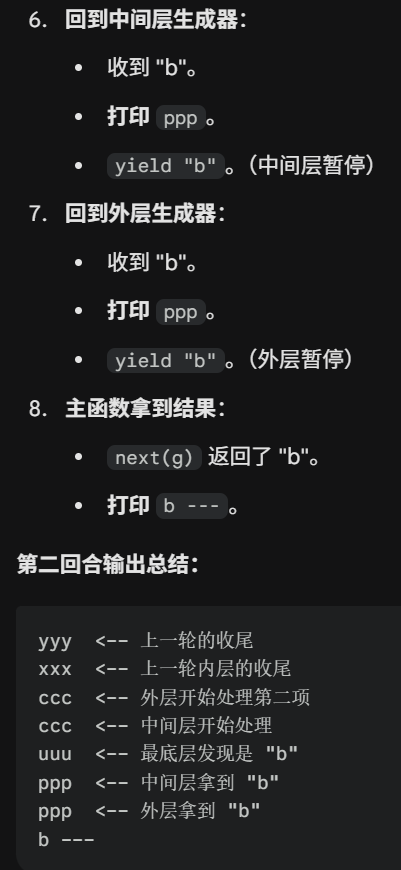 6. 回到中间层生成器：
• 收到 "b"。
• 打印 ppp 。
• yield "b" 。（中间层暂停）
7. 回到外层生成器：
• 收到 "b"。
• 打印 ppp 。
• yield "b" 。（外层暂停）
8. 主函数拿到结果：
• next(g) 返回了 "b"。
• 打印 b --- 。
第二回合输出总结：
yyy  <-- 上一轮的收尾
xxx  <-- 上一轮内层的收尾
ccc  <-- 外层开始处理第二项
ccc  <-- 中间层开始处理
uuu  <-- 最底层发现是 "b"
ppp  <-- 中间层拿到 "b"
ppp  <-- 外层拿到 "b"
b ---